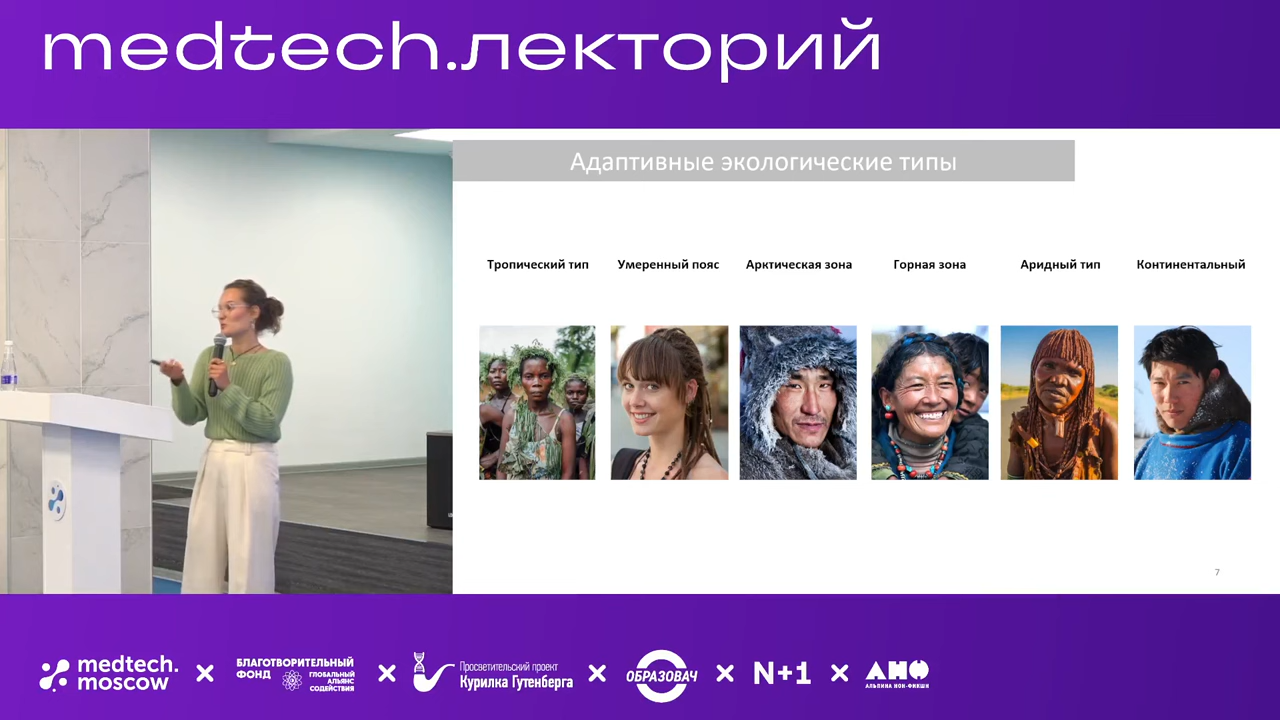 medtech.лекторий
Адаптивные экологические типы
Тропический тип
Умеренный пояс
Арктическая зона
Горная зона
Аридный тип
Континентальный
7
medtech.
moscow
БЛАГОТВОРИТЕЛЬНЫЙ
ФОНД
ГЛОБАЛЬНЫЙ
АЛЬЯНС
СОДЕЙСТВИЯ
Просветительский проект
Курилка Гутенберга
ОБРАЗОВАЧ
N+1
АНФ
АЛЬПИНА НОН-ФИКШН